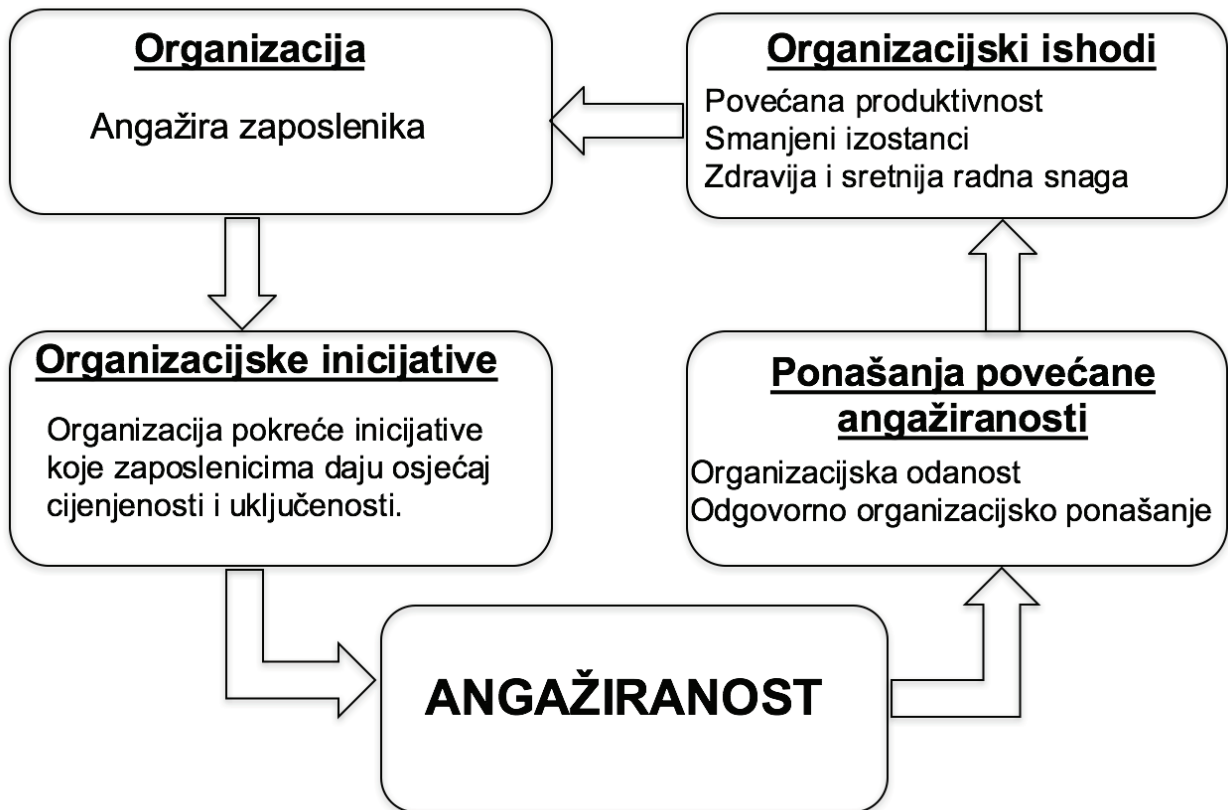 Organizacija
Angažira zaposlenika
Organizacijski ishodi
Povećana produktivnost
Smanjeni izostanci
Zdravija i sretnija radna snaga
Organizacijske inicijative
Organizacija pokreće inicijative
koje zaposlenicima daju osjećaj
cijenjenosti i uključenosti.
Ponašanja povećane
angažiranosti
Organizacijska odanost
Odgovorno organizacijsko ponašanje
ANGAŽIRANOST